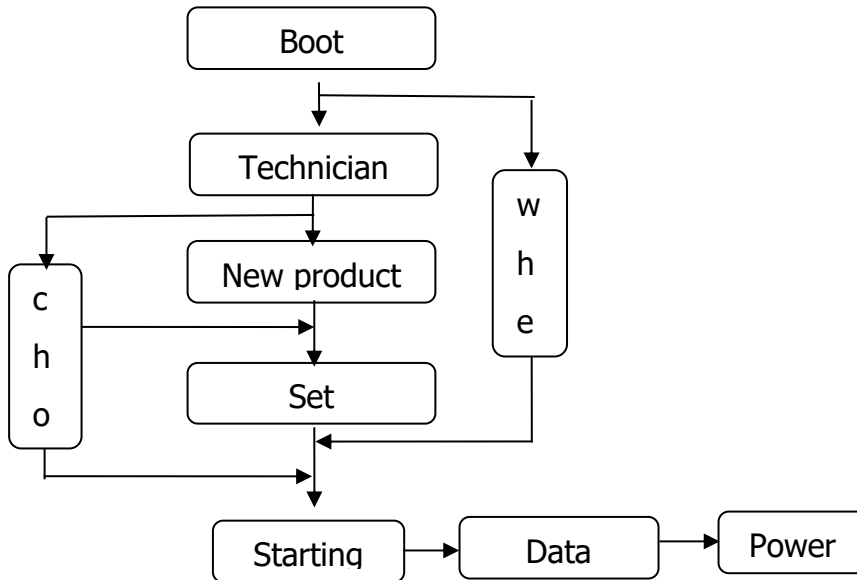 Boot
Technician
w
h
e
New product
c
h
o
Set
Starting
Data
Power